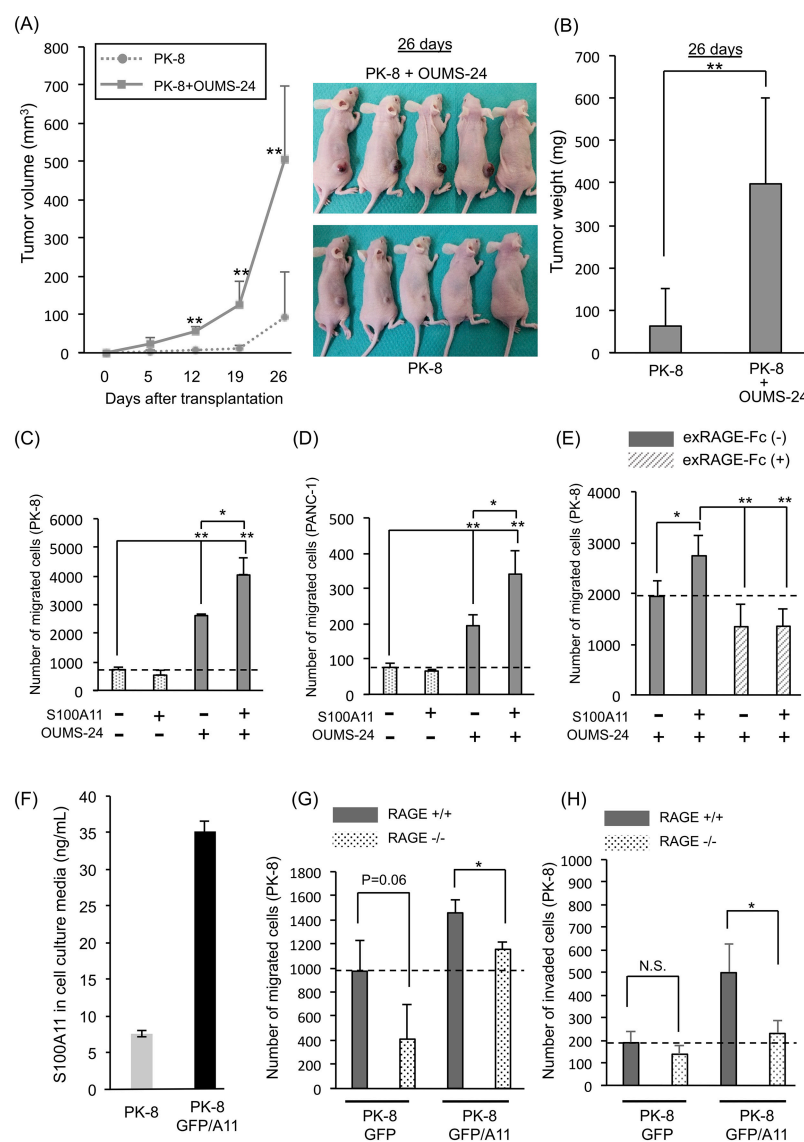 (A)
PK-8
PK-8+OUMS-24
Tumor volume (mm³)
800
700
600
500
400
300
200
100
0
**
**
**
0 5 12 19 26
Days after transplantation
26 days
PK-8 + OUMS-24
PK-8
(B)
26 days
**
Tumor weight (mg)
700
600
500
400
300
200
100
0
PK-8
PK-8
+
OUMS-24
(C)
Number of migrated cells (PK-8)
6000
5000
4000
3000
2000
1000
0
*
** **
S100A11 - + - +
OUMS-24 - - + +
(D)
Number of migrated cells (PANC-1)
500
400
300
200
100
0
*
** **
S100A11 - + - +
OUMS-24 - - + +
(E)
exRAGE-Fc (-)
exRAGE-Fc (+)
Number of migrated cells (PK-8)
4000
3000
2000
1000
0
* ** **
S100A11 - + - +
OUMS-24 + + + +
(F)
S100A11 in cell culture media (ng/mL)
40
35
30
25
20
15
10
5
0
PK-8
PK-8
GFP/A11
(G)
RAGE +/+
RAGE -/-
Number of migrated cells (PK-8)
1800
1600
1400
1200
1000
800
600
400
200
0
P=0.06
*
PK-8
GFP
PK-8
GFP/A11
(H)
RAGE +/+
RAGE -/-
Number of invaded cells (PK-8)
1000
900
800
700
600
500
400
300
200
100
0
N.S.
*
PK-8
GFP
PK-8
GFP/A11